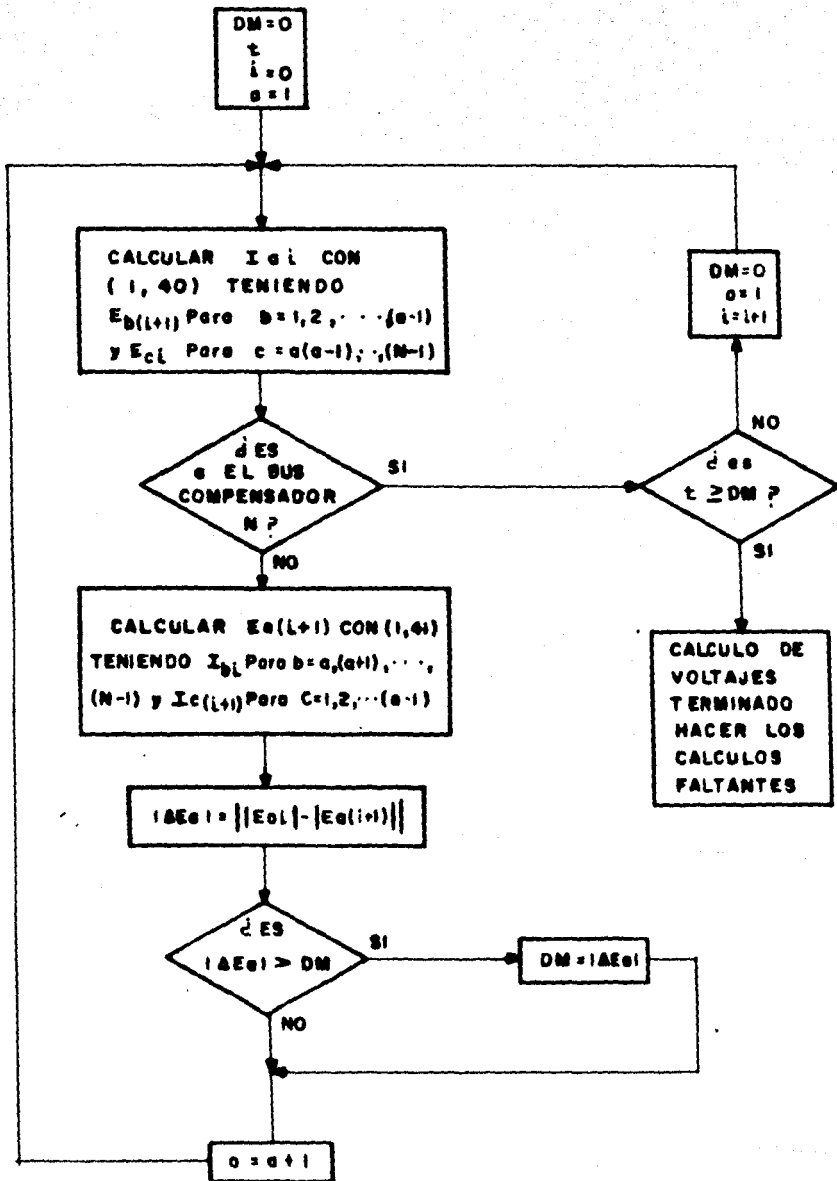 DM=0
t
i=0
a=1
CALCULAR Iai CON
(1,40) TENIENDO
Eb(i+1) Para b=1,2,···,(a-1)
y Eci Para c=a(a-1),··,(N-1)
¿ES
a EL BUS
COMPENSADOR
N?
SI
NO
DM=0
a=1
i=i+1
NO
¿es
t ≥ DM?
SI
CALCULAR Ea(i+1) CON (1,41)
TENIENDO Ibi Para b=a,(a+1),···,
(N-1) y Ic(i+1) Para C=1,2,···(a-1)
CALCULO DE
VOLTAJES
TERMINADO
HACER LOS
CALCULOS
FALTANTES
|ΔEa| = ||Eai|-|Ea(i+1)||
¿ES
|ΔEa| > DM
SI
DM=|ΔEa|
NO
a = a+1